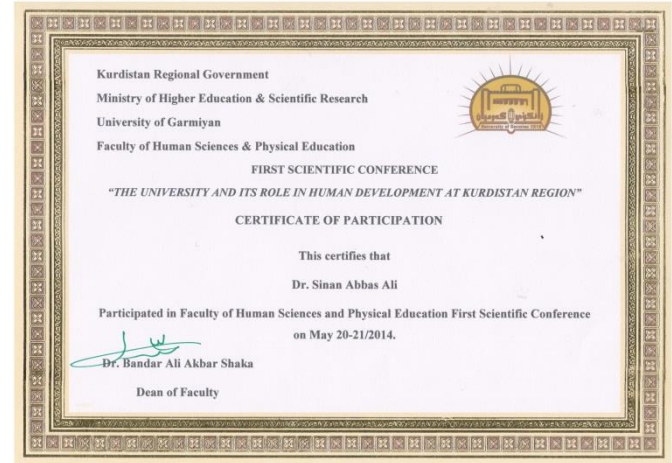 Kurdistan Regional Government
Ministry of Higher Education & Scientific Research
University of Garmiyan
Faculty of Human Sciences & Physical Education
FIRST SCIENTIFIC CONFERENCE
"THE UNIVERSITY AND ITS ROLE IN HUMAN DEVELOPMENT AT KURDISTAN REGION"
CERTIFICATE OF PARTICIPATION
This certifies that
Dr. Sinan Abbas Ali
Participated in Faculty of Human Sciences and Physical Education First Scientific Conference
on May 20-21/2014.
Dr. Bandar Ali Akbar Shaka
Dean of Faculty